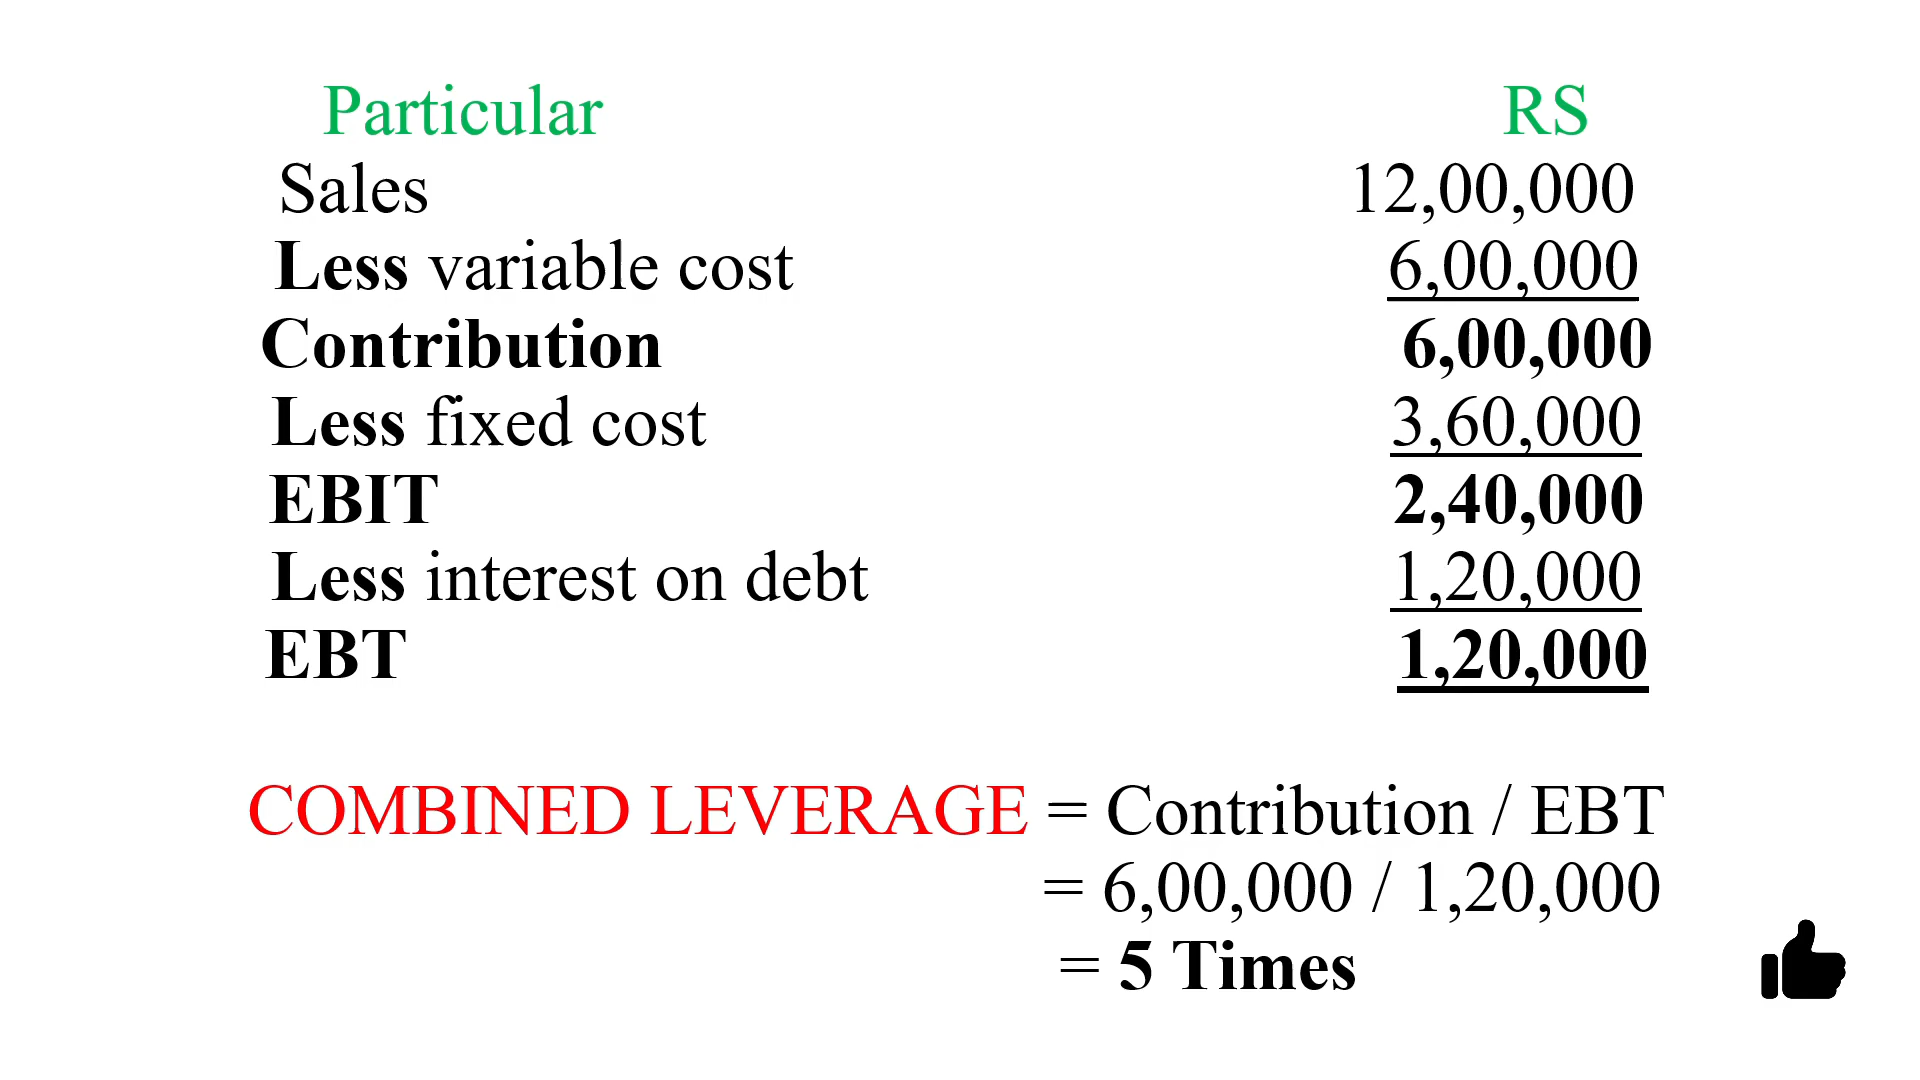 Particular RS
Sales 12,00,000
Less variable cost 6,00,000
Contribution 6,00,000
Less fixed cost 3,60,000
EBIT 2,40,000
Less interest on debt 1,20,000
EBT 1,20,000
COMBINED LEVERAGE = Contribution / EBT
= 6,00,000 / 1,20,000
= 5 Times